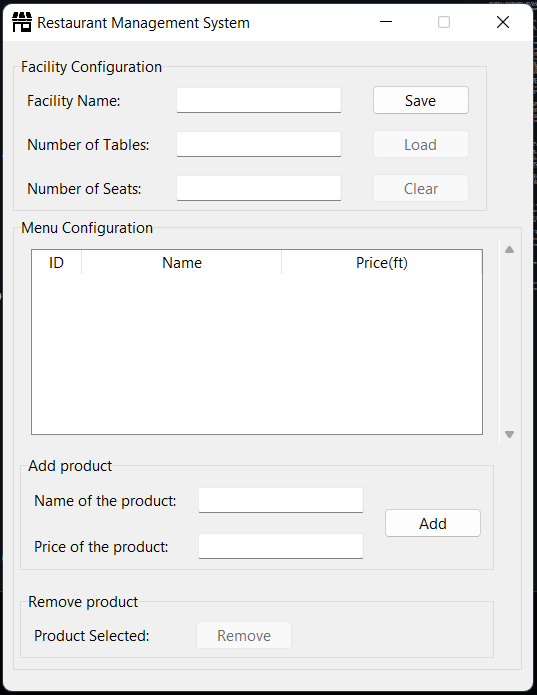 Restaurant Management System
Facility Configuration
Facility Name: Save
Number of Tables: Load
Number of Seats: Clear
Menu Configuration
ID Name Price(ft)
Add product
Name of the product:
Add
Price of the product:
Remove product
Product Selected: Remove